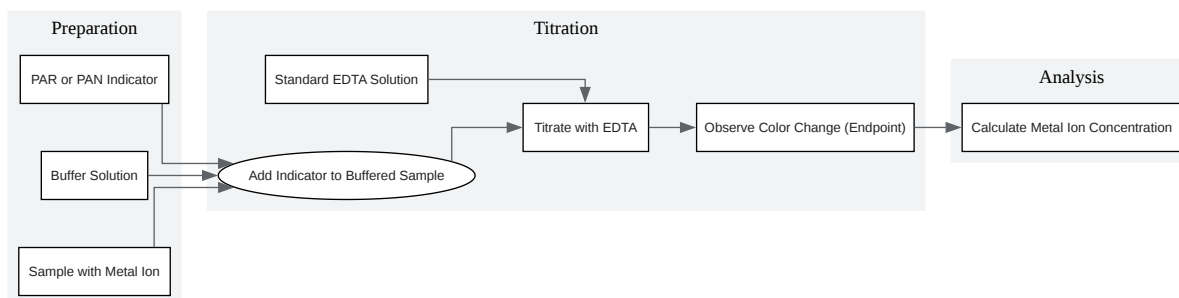 Preparation
PAR or PAN Indicator
Buffer Solution
Sample with Metal Ion
Titration
Standard EDTA Solution
Add Indicator to Buffered Sample
Titrate with EDTA
Observe Color Change (Endpoint)
Analysis
Calculate Metal Ion Concentration